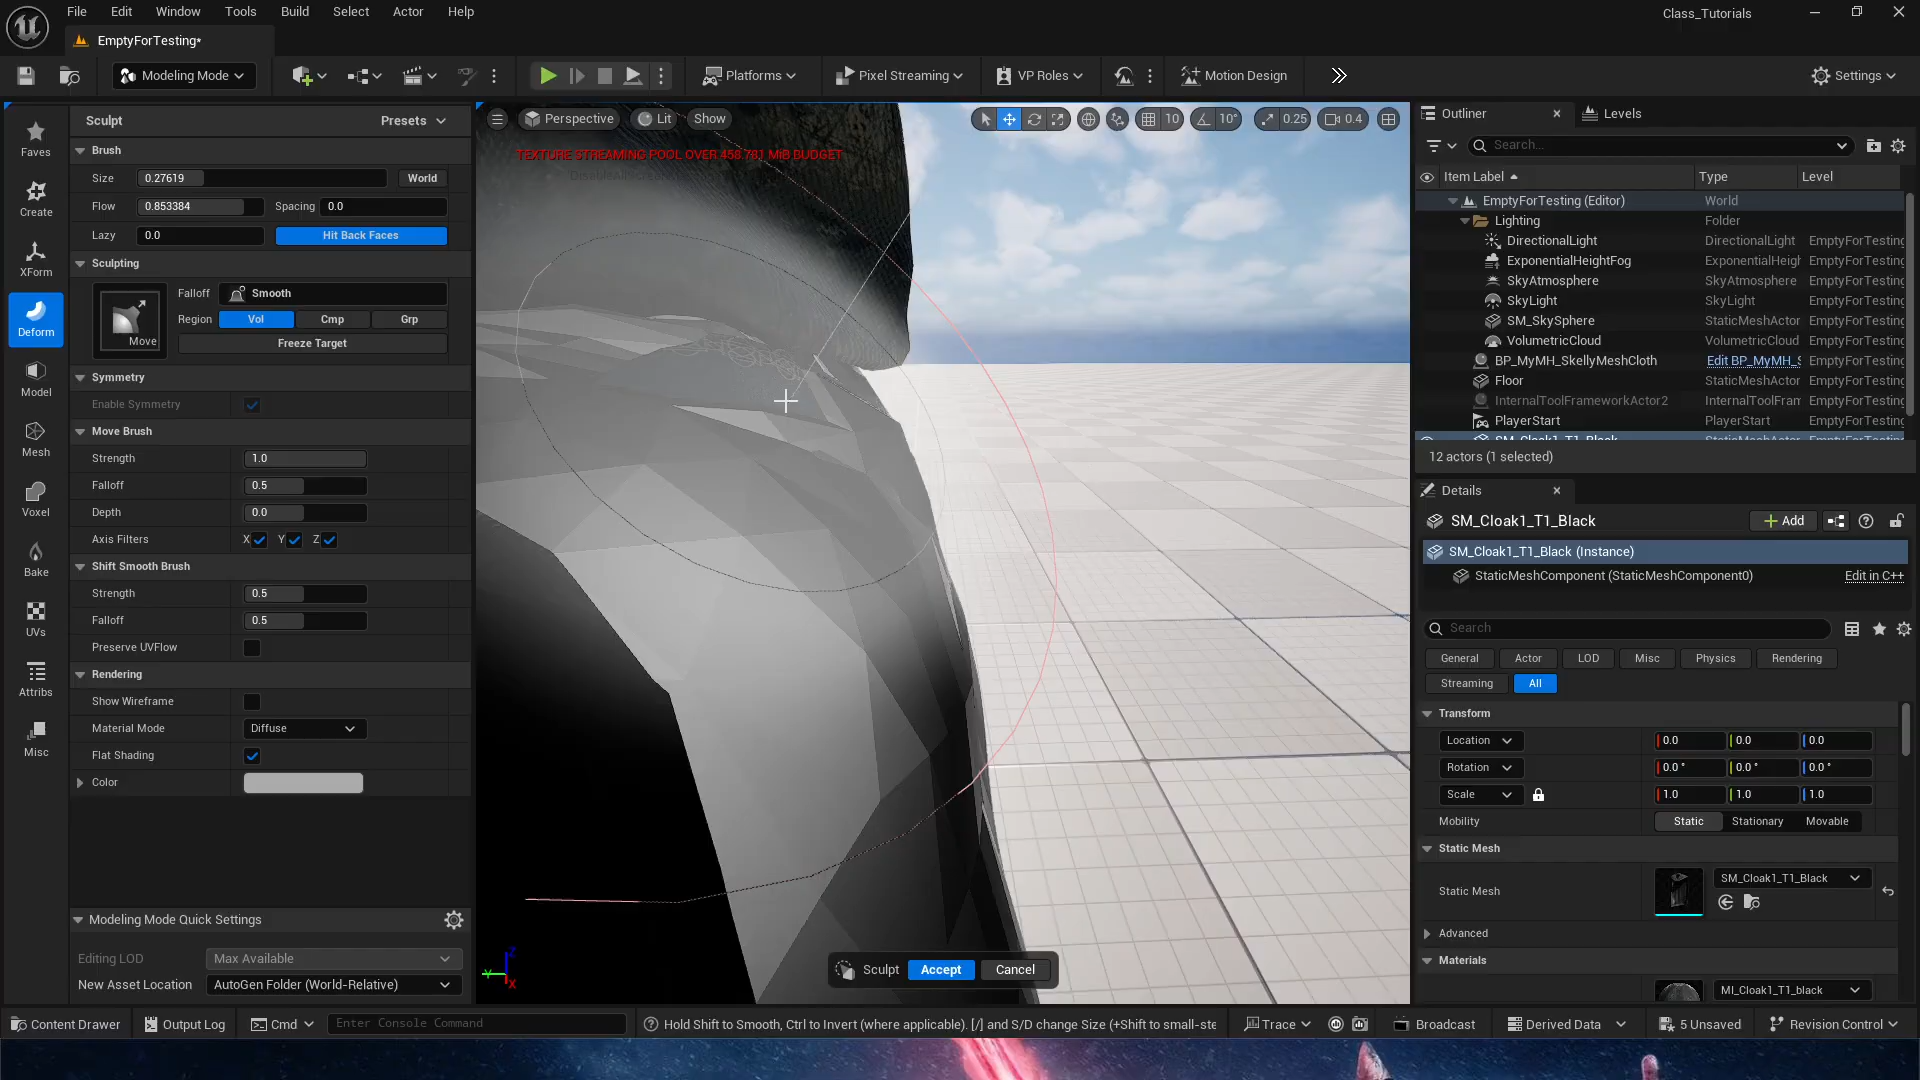 File Edit Window Tools Build Select Actor Help
Class_Tutorials
EmptyForTesting*
Modeling Mode
Platforms
Pixel Streaming
VP Roles
Motion Design
Settings
Sculpt
Presets
Brush
Size 0.27619 World
Flow 0.853384 Spacing 0.0
Lazy 0.0 Hit Back Faces
Sculpting
Move
Falloff Smooth
Region Vol Cmp Grp
Freeze Target
Symmetry
Enable Symmetry
Move Brush
Strength 1.0
Falloff 0.5
Depth 0.0
Axis Filters X Y Z
Shift Smooth Brush
Strength 0.5
Falloff 0.5
Preserve UVFlow
Rendering
Show Wireframe
Material Mode Diffuse
Flat Shading
Color
Modeling Mode Quick Settings
Editing LOD Max Available
New Asset Location AutoGen Folder (World-Relative)
Faves
Create
XForm
Deform
Model
Mesh
Voxel
Bake
UVs
Attribs
Misc
Perspective Lit Show
10 10° 0.25 0.4
TEXTURE STREAMING POOL OVER 458.781 MiB BUDGET
Sculpt Accept Cancel
Outliner Levels
Search...
Item Label Type Level
EmptyForTesting (Editor) World
Lighting Folder
DirectionalLight DirectionalLight EmptyForTesting
ExponentialHeightFog ExponentialHeigh EmptyForTesting
SkyAtmosphere SkyAtmosphere EmptyForTesting
SkyLight SkyLight EmptyForTesting
SM_SkySphere StaticMeshActor EmptyForTesting
VolumetricCloud VolumetricCloud EmptyForTesting
BP_MyMH_SkellyMeshCloth Edit BP_MyMH_S EmptyForTesting
Floor StaticMeshActor EmptyForTesting
InternalToolFrameworkActor2 InternalToolFram EmptyForTesting
PlayerStart PlayerStart EmptyForTesting
SM_Cloak1_T1_Black StaticMeshActor EmptyForTesting
12 actors (1 selected)
Details
SM_Cloak1_T1_Black Add
SM_Cloak1_T1_Black (Instance)
StaticMeshComponent (StaticMeshComponent0) Edit in C++
Search
General Actor LOD Misc Physics Rendering
Streaming All
Transform
Location 0.0 0.0 0.0
Rotation 0.0 ° 0.0 ° 0.0 °
Scale 1.0 1.0 1.0
Mobility Static Stationary Movable
Static Mesh
Static Mesh SM_Cloak1_T1_Black
Advanced
Materials
MI_Cloak1_T1_black
Content Drawer
Output Log
Cmd
Enter Console Command
Hold Shift to Smooth, Ctrl to Invert (where applicable). [/] and S/D change Size (+Shift to small-ste
Trace
Broadcast
Derived Data
5 Unsaved
Revision Control